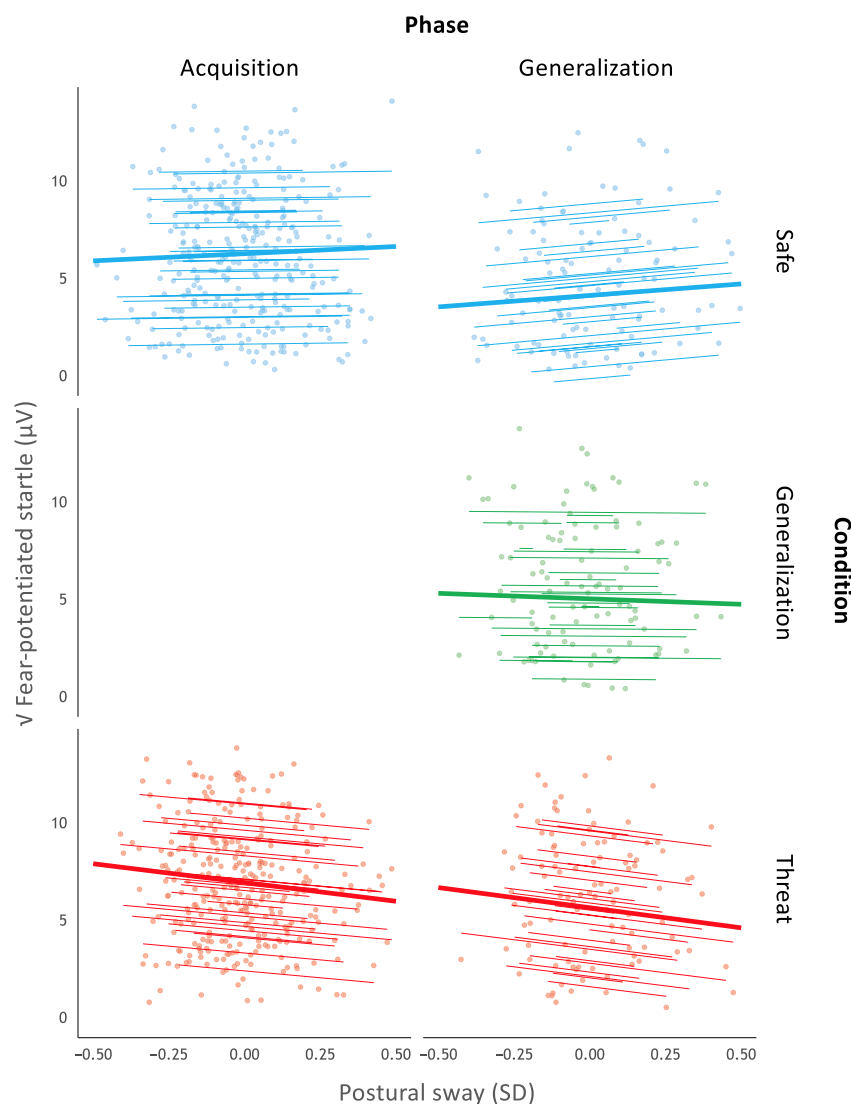 Phase
Acquisition
Generalization
10
5
0
Safe
10
5
0
Generalization
Condition
√ Fear-potentiated startle (µV)
10
5
0
Threat
−0.50
−0.25
0.00
0.25
0.50
−0.50
−0.25
0.00
0.25
0.50
Postural sway (SD)